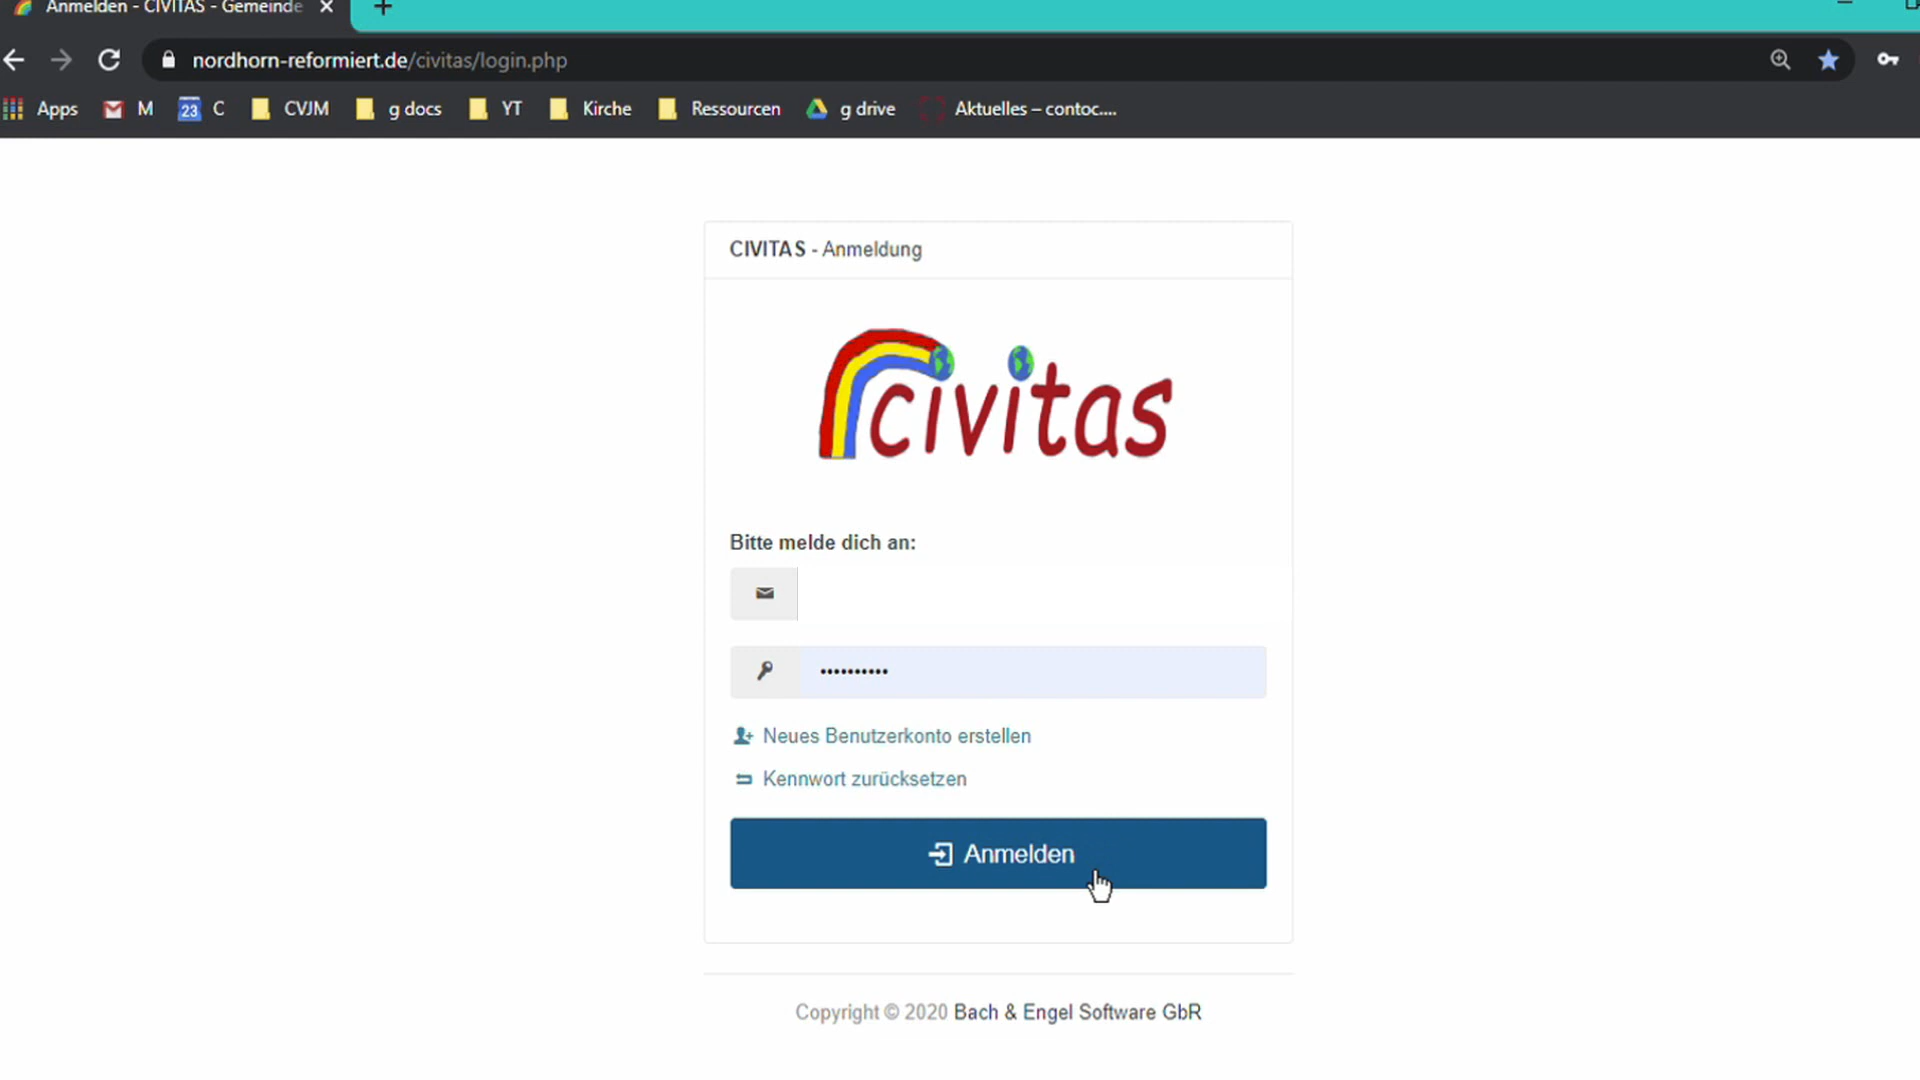 Anmelden - CIVITAS - Gemeinde
nordhorn-reformiert.de/civitas/login.php
Apps M 23 C CVJM g docs YT Kirche Ressourcen g drive Aktuelles – contoc....
CIVITAS - Anmeldung
civitas
Bitte melde dich an:
••••••••••
Neues Benutzerkonto erstellen
Kennwort zurücksetzen
Anmelden
Copyright © 2020 Bach & Engel Software GbR